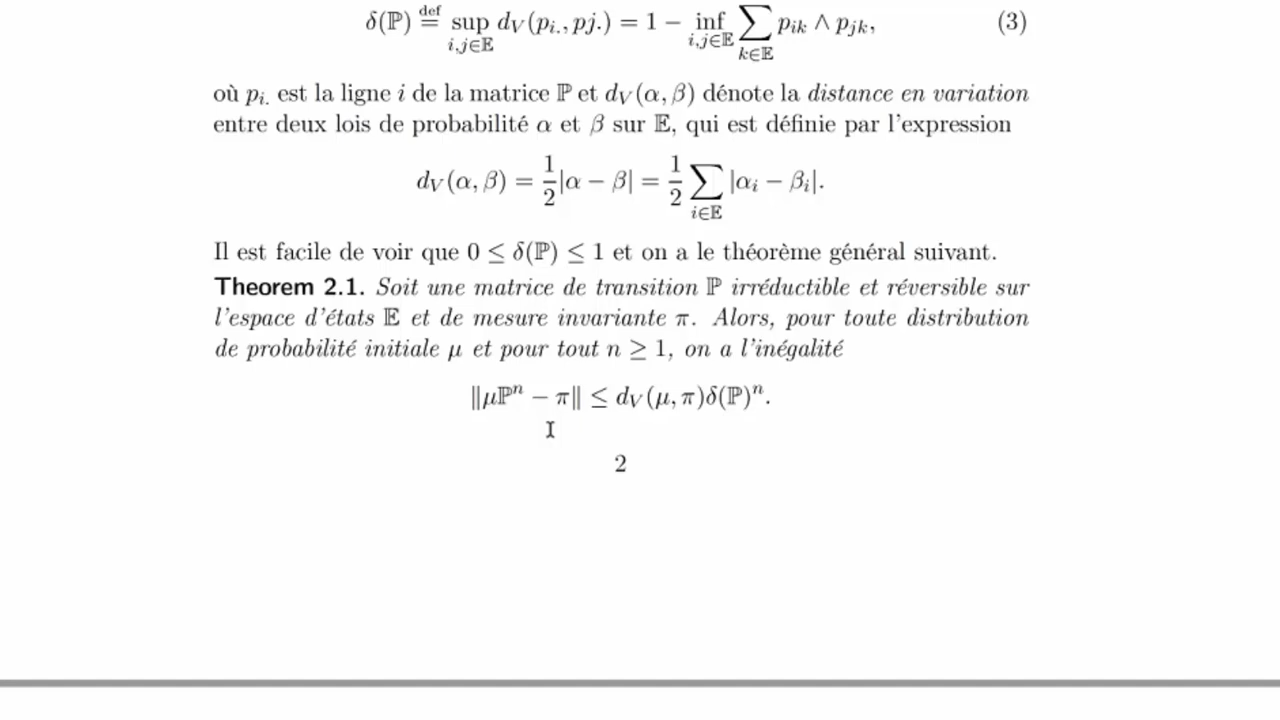 δ(ℙ) def= sup_{i,j∈𝔼} d_V(p_{i.}, pj.) = 1 − inf_{i,j∈𝔼} ∑_{k∈𝔼} p_{ik} ∧ p_{jk}, (3)
où p_{i.} est la ligne i de la matrice ℙ et d_V(α, β) dénote la distance en variation
entre deux lois de probabilité α et β sur 𝔼, qui est définie par l'expression
d_V(α, β) = 1/2|α − β| = 1/2 ∑_{i∈𝔼} |α_i − β_i|.
Il est facile de voir que 0 ≤ δ(ℙ) ≤ 1 et on a le théorème général suivant.
Theorem 2.1. Soit une matrice de transition ℙ irréductible et réversible sur
l'espace d'états 𝔼 et de mesure invariante π. Alors, pour toute distribution
de probabilité initiale μ et pour tout n ≥ 1, on a l'inégalité
‖μℙ^n − π‖ ≤ d_V(μ, π)δ(ℙ)^n.
2